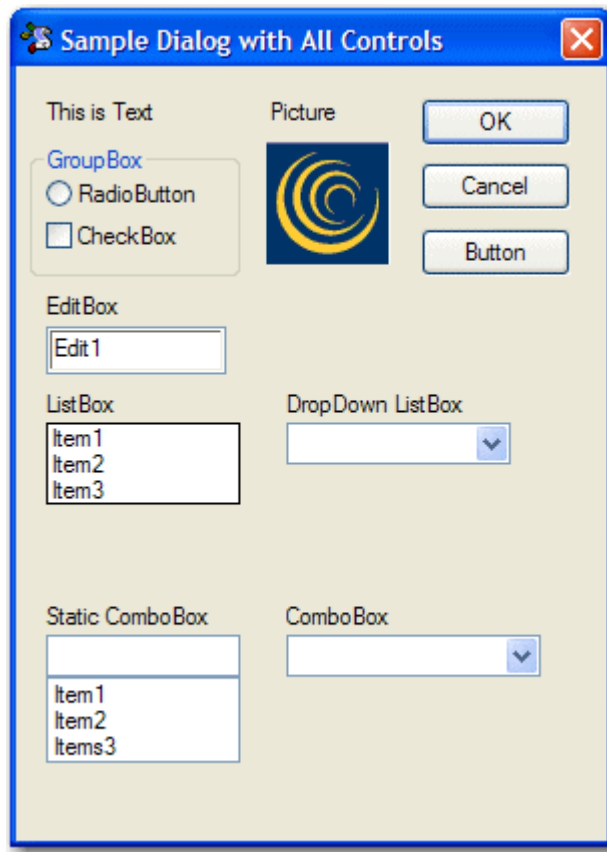 Sample Dialog with All Controls
This is Text
Picture
OK
GroupBox
RadioButton
CheckBox
Cancel
Button
EditBox
Edit1
ListBox
DropDown ListBox
Item1
Item2
Item3
Static ComboBox
ComboBox
Item1
Item2
Items3